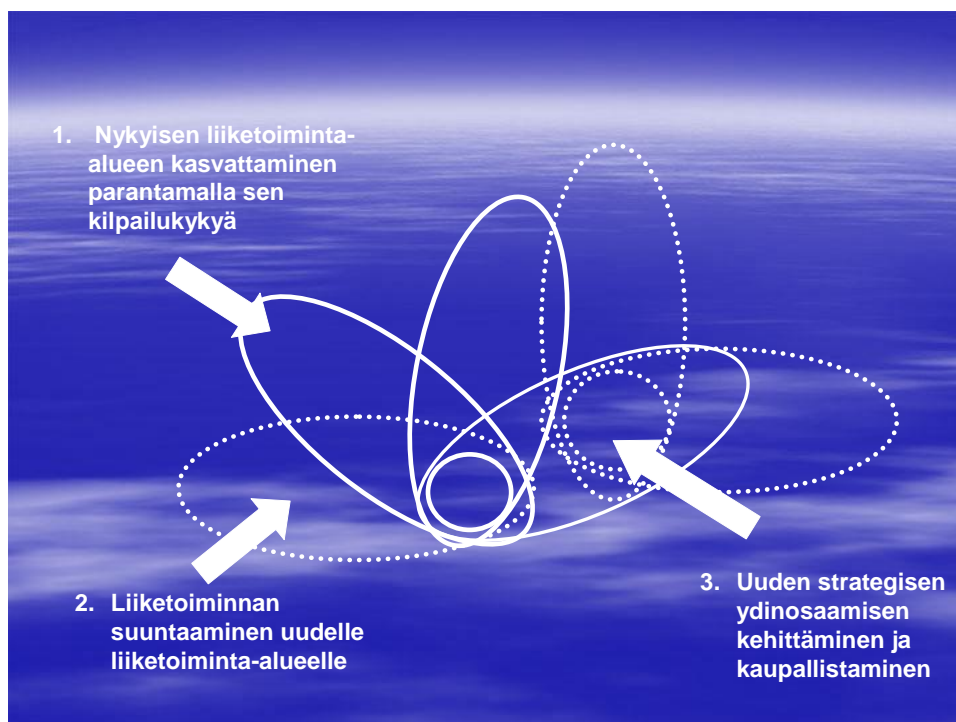 1. Nykyisen liiketoiminta-
alueen kasvattaminen
parantamalla sen
kilpailukykyä
2. Liiketoiminnan
suuntaaminen uudelle
liiketoiminta-alueelle
3. Uuden strategisen
ydinosaamisen
kehittäminen ja
kaupallistaminen